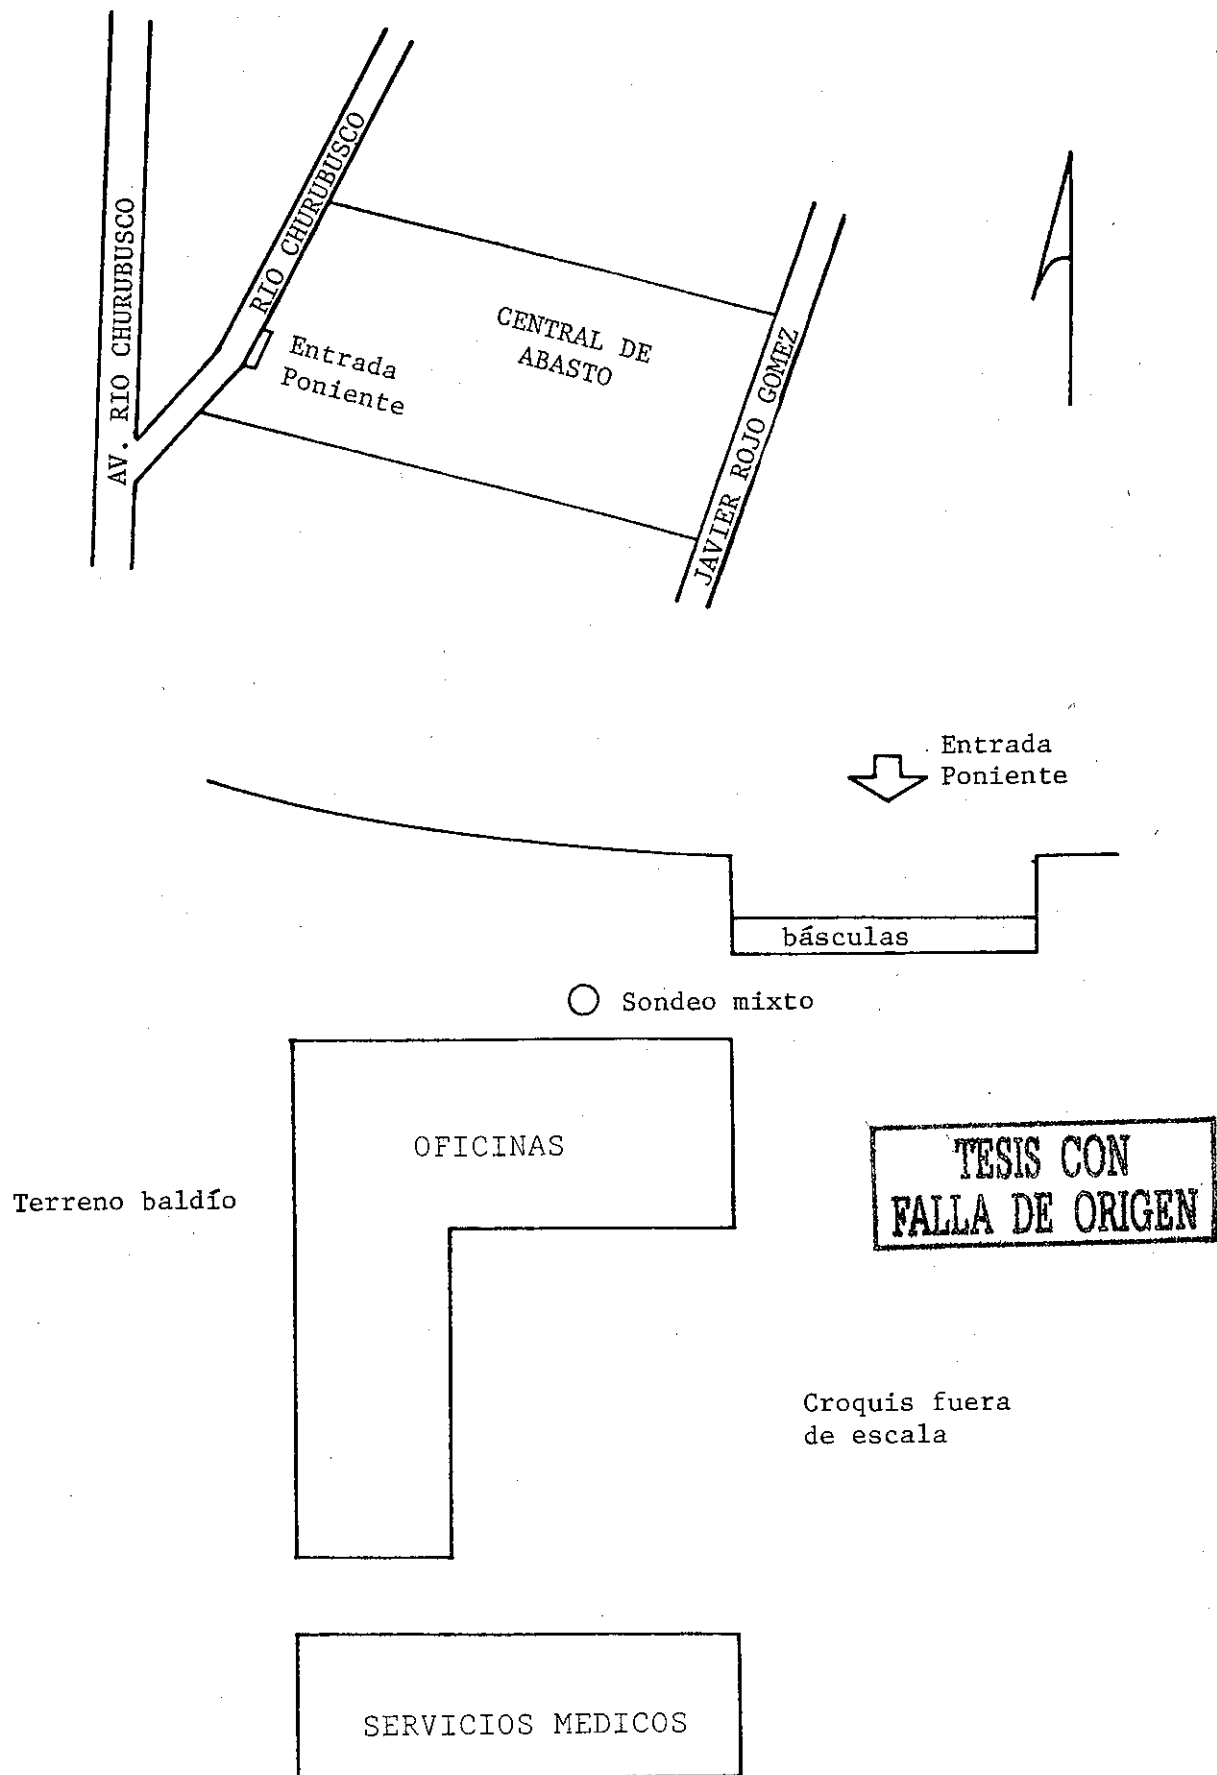 AV. RIO CHURUBUSCO
RIO CHURUBUSCO
CENTRAL DE
ABASTO
Entrada
Poniente
JAVIER ROJO GOMEZ
Entrada
Poniente
básculas
Sondeo mixto
OFICINAS
TESIS CON
FALLA DE ORIGEN
Terreno baldío
Croquis fuera
de escala
SERVICIOS MEDICOS